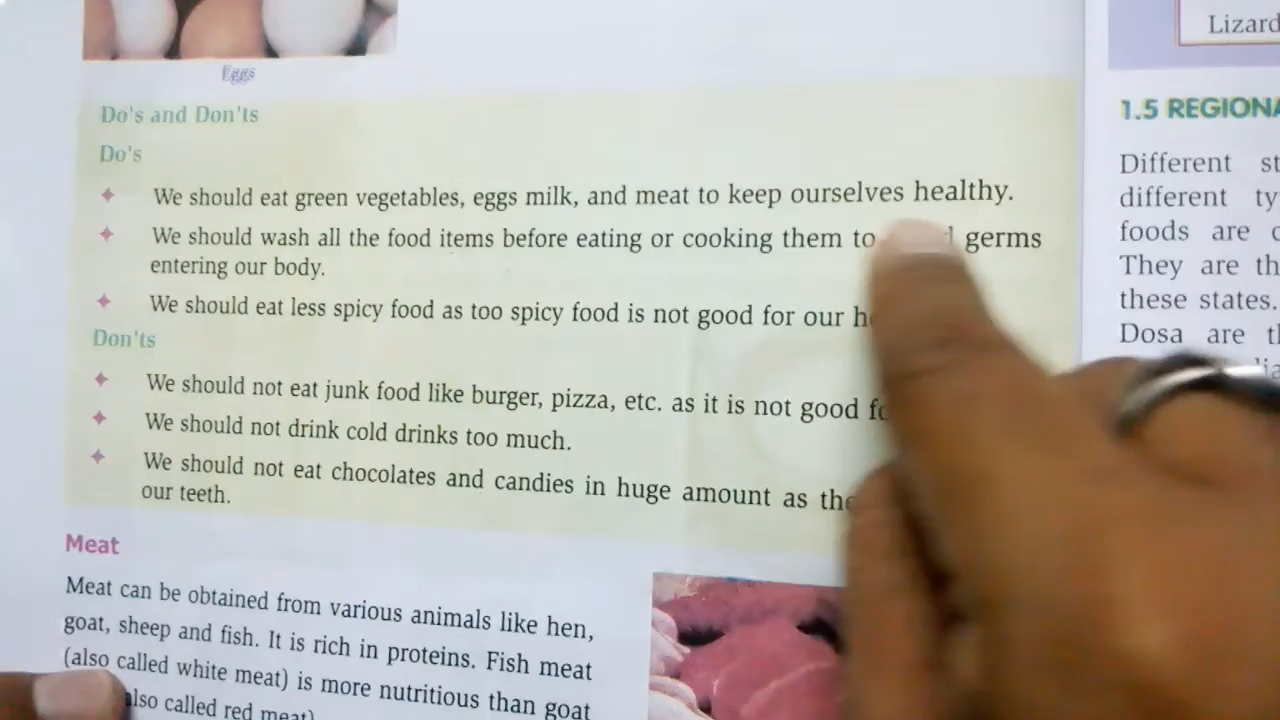 Eggs
Do's and Don'ts
Do's
We should eat green vegetables, eggs milk, and meat to keep ourselves healthy.
We should wash all the food items before eating or cooking them to germs
entering our body.
We should eat less spicy food as too spicy food is not good for our
Don'ts
We should not eat junk food like burger, pizza, etc. as it is not good
We should not drink cold drinks too much.
We should not eat chocolates and candies in huge amount as
our teeth.
Meat
Meat can be obtained from various animals like hen,
goat, sheep and fish. It is rich in proteins. Fish meat
(also called white meat) is more nutritious than goat
also called red meat)
Lizard
1.5 REGIONA
Different st
different ty
foods are
They are th
these states.
Dosa are